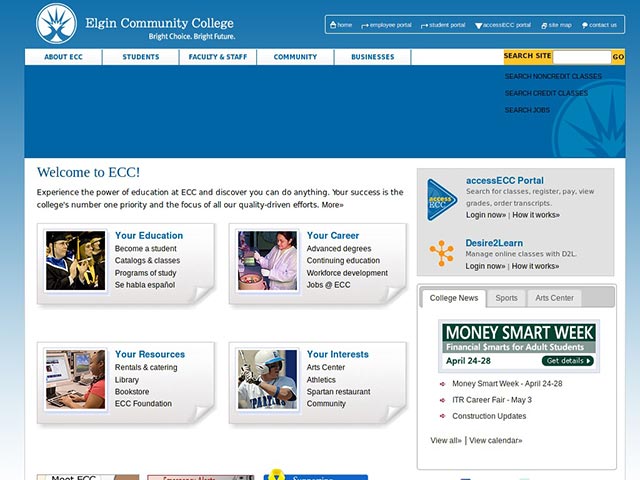 Elgin Community College
Bright Choice. Bright Future.
home
employee portal
student portal
accessECC portal
site map
contact us
ABOUT ECC
STUDENTS
FACULTY & STAFF
COMMUNITY
BUSINESSES
SEARCH SITE
GO
SEARCH NONCREDIT CLASSES
SEARCH CREDIT CLASSES
SEARCH JOBS
Welcome to ECC!
Experience the power of education at ECC and discover you can do anything. Your success is the
college's number one priority and the focus of all our quality-driven efforts. More»
Your Education
Become a student
Catalogs & classes
Programs of study
Se habla español
Your Career
Advanced degrees
Continuing education
Workforce development
Jobs @ ECC
Your Resources
Rentals & catering
Library
Bookstore
ECC Foundation
Your Interests
Arts Center
Athletics
Spartan restaurant
Community
SPARTANS
access
ECC
accessECC Portal
Search for classes, register, pay, view
grades, order transcripts.
Login now» | How it works»
Desire2Learn
Manage online classes with D2L.
Login now» | How it works»
College News
Sports
Arts Center
MONEY SMART WEEK
Financial $marts for Adult Students
April 24-28
Get details
Money Smart Week - April 24-28
ITR Career Fair - May 3
Construction Updates
View all» | View calendar»
Meet ECC
Emergency Alerts
Supporting